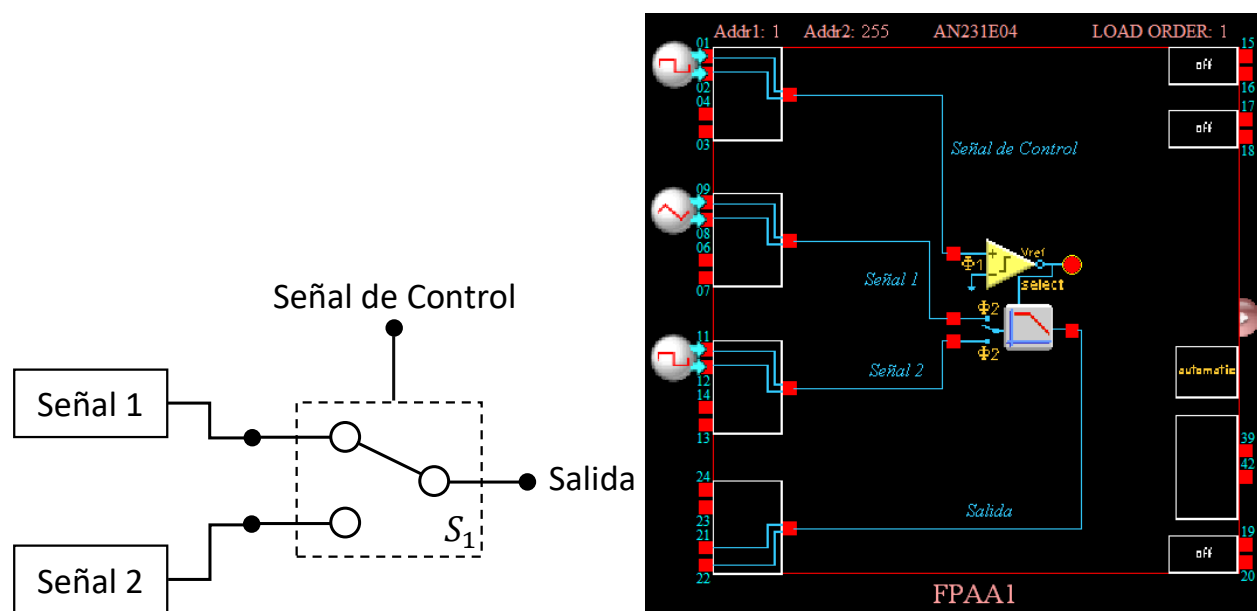 Señal de Control
Señal 1
Señal 2
S₁
Salida
Addr1: 1 Addr2: 255 AN231E04 LOAD ORDER: 1
01
02
04
03
09
08
06
07
11
12
14
13
24
23
21
22
Señal de Control
Señal 1
Señal 2
Salida
Φ1
Vref
select
Φ2
Φ2
off
15
16
off
17
18
automatic
39
42
off
19
20
FPAA1